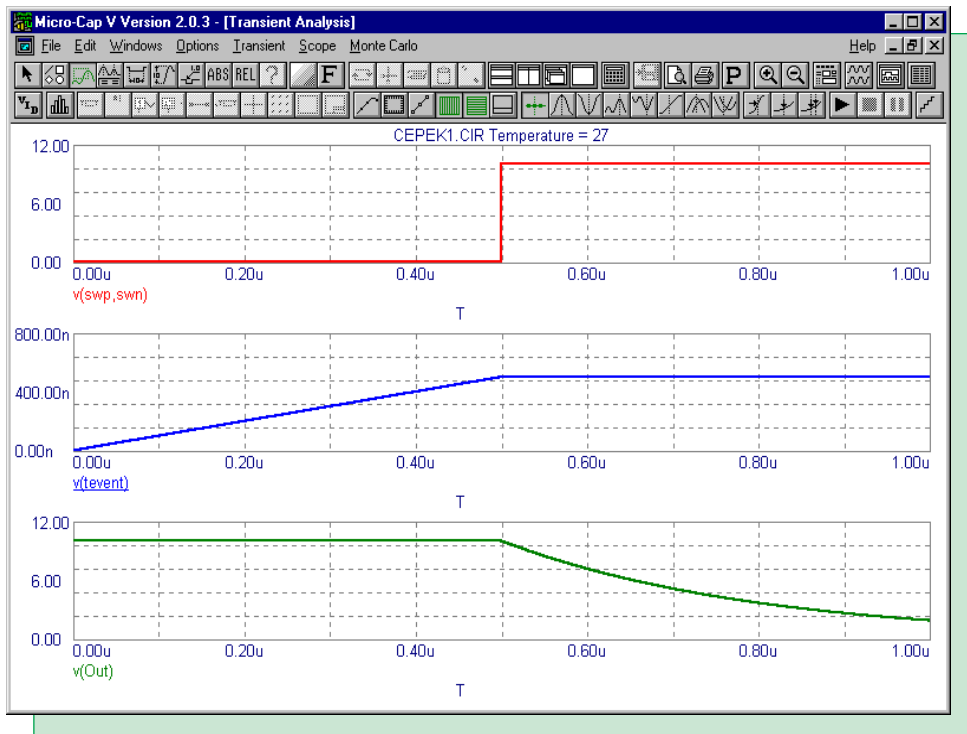 Micro-Cap V Version 2.0.3 - [Transient Analysis]
File Edit Windows Options Transient Scope Monte Carlo Help
ABS REL ? F P
CEPEK1.CIR Temperature = 27
12.00
6.00
0.00
0.00u 0.20u 0.40u 0.60u 0.80u 1.00u
v(swp,swn)
T
800.00n
400.00n
0.00n
0.00u 0.20u 0.40u 0.60u 0.80u 1.00u
v(tevent)
T
12.00
6.00
0.00
0.00u 0.20u 0.40u 0.60u 0.80u 1.00u
v(Out)
T